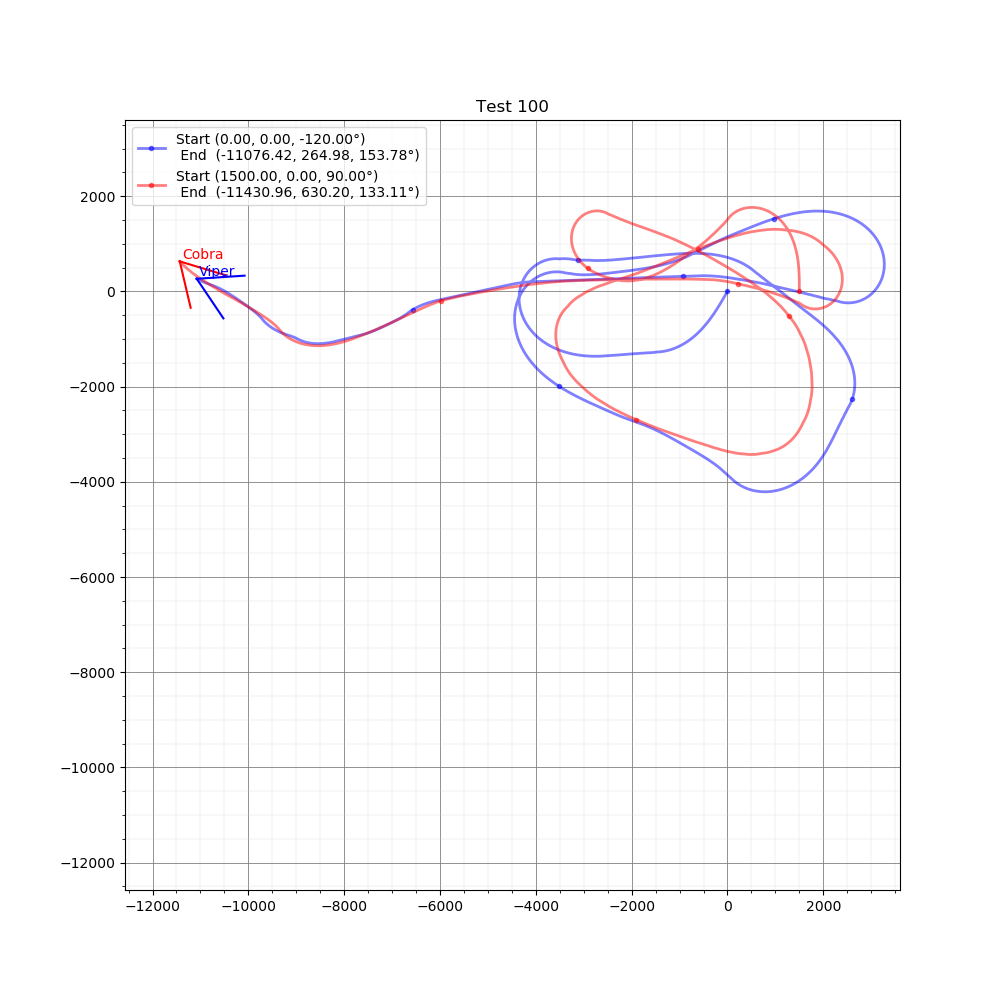 Test 100
Start (0.00, 0.00, -120.00°)
End (-11076.42, 264.98, 153.78°)
Start (1500.00, 0.00, 90.00°)
End (-11430.96, 630.20, 133.11°)
2000
0
−2000
−4000
−6000
−8000
−10000
−12000
Cobra
Viper
−12000 −10000 −8000 −6000 −4000 −2000 0 2000